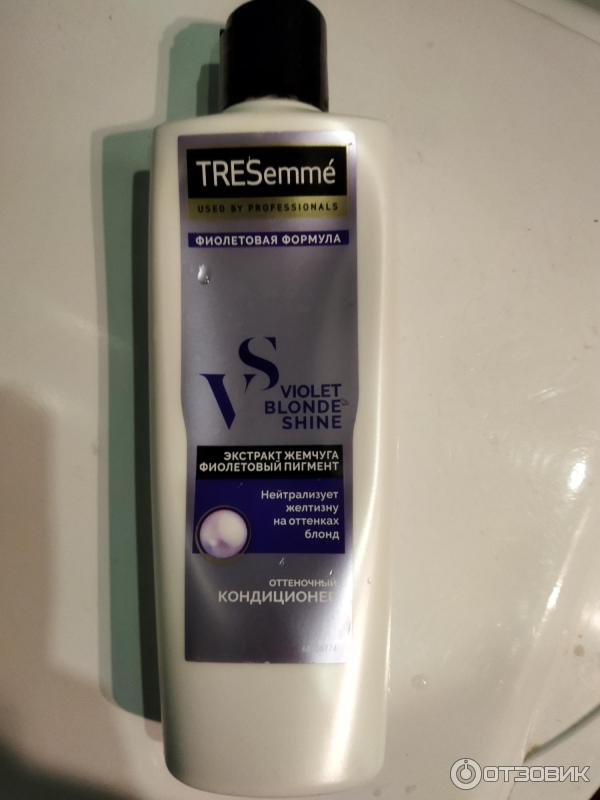 TRESemmé
USED BY PROFESSIONALS
ФИОЛЕТОВАЯ ФОРМУЛА
VS
VIOLET
BLONDE
SHINE
ЭКСТРАКТ ЖЕМЧУГА
ФИОЛЕТОВЫЙ ПИГМЕНТ
Нейтрализует
желтизну
на оттенках
блонд
ОТТЕНОЧНЫЙ
КОНДИЦИОНЕР
ОТЗОВИК